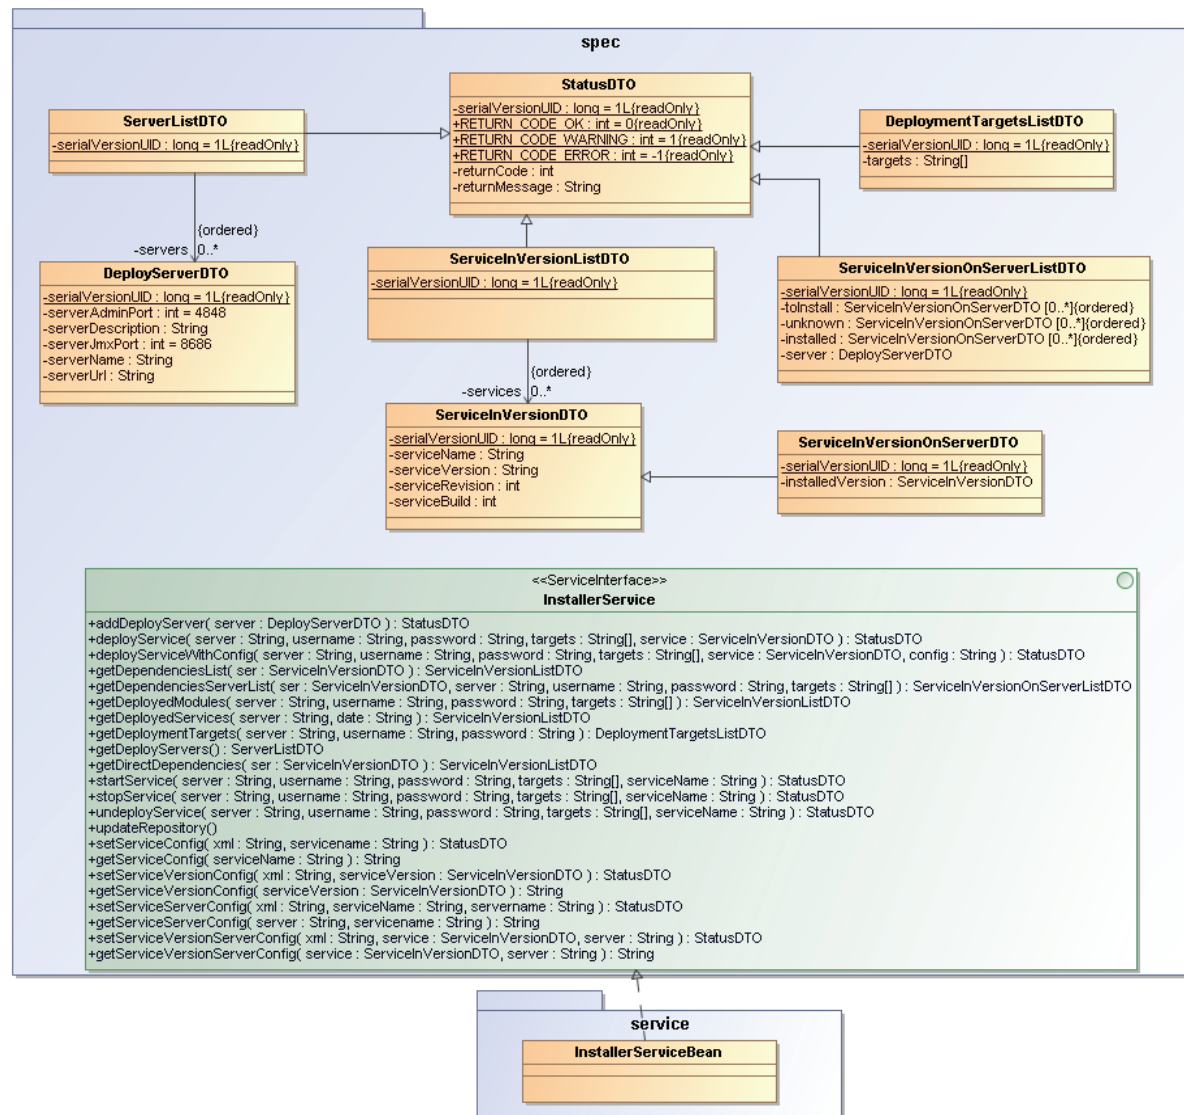 spec
StatusDTO
-serialVersionUID : long = 1L{readOnly}
+RETURN_CODE_OK : int = 0{readOnly}
+RETURN_CODE_WARNING : int = 1{readOnly}
+RETURN_CODE_ERROR : int = -1{readOnly}
-returnCode : int
-returnMessage : String
ServerListDTO
-serialVersionUID : long = 1L{readOnly}
DeploymentTargetsListDTO
-serialVersionUID : long = 1L{readOnly}
-targets : String[]
{ordered}
-servers 0..*
DeployServerDTO
-serialVersionUID : long = 1L{readOnly}
-serverAdminPort : int = 4848
-serverDescription : String
-serverJmxPort : int = 8686
-serverName : String
-serverUrl : String
ServiceInVersionListDTO
-serialVersionUID : long = 1L{readOnly}
ServiceInVersionOnServerListDTO
-serialVersionUID : long = 1L{readOnly}
-toInstall : ServiceInVersionOnServerDTO [0..*]{ordered}
-unknown : ServiceInVersionOnServerDTO [0..*]{ordered}
-installed : ServiceInVersionOnServerDTO [0..*]{ordered}
-server : DeployServerDTO
{ordered}
-services 0..*
ServiceInVersionDTO
-serialVersionUID : long = 1L{readOnly}
-serviceName : String
-serviceVersion : String
-serviceRevision : int
-serviceBuild : int
ServiceInVersionOnServerDTO
-serialVersionUID : long = 1L{readOnly}
-installedVersion : ServiceInVersionDTO
<<ServiceInterface>>
InstallerService
+addDeployServer( server : DeployServerDTO ) : StatusDTO
+deployService( server : String, username : String, password : String, targets : String[], service : ServiceInVersionDTO ) : StatusDTO
+deployServiceWithConfig( server : String, username : String, password : String, targets : String[], service : ServiceInVersionDTO, config : String ) : StatusDTO
+getDependenciesList( ser : ServiceInVersionDTO ) : ServiceInVersionListDTO
+getDependenciesServerList( ser : ServiceInVersionDTO, server : String, username : String, password : String, targets : String[] ) : ServiceInVersionOnServerListDTO
+getDeployedModules( server : String, username : String, password : String, targets : String[] ) : ServiceInVersionListDTO
+getDeployedServices( server : String, date : String ) : ServiceInVersionListDTO
+getDeploymentTargets( server : String, username : String, password : String ) : DeploymentTargetsListDTO
+getDeployServers() : ServerListDTO
+getDirectDependencies( ser : ServiceInVersionDTO ) : ServiceInVersionListDTO
+startService( server : String, username : String, password : String, targets : String[], serviceName : String ) : StatusDTO
+stopService( server : String, username : String, password : String, targets : String[], serviceName : String ) : StatusDTO
+undeployService( server : String, username : String, password : String, targets : String[], serviceName : String ) : StatusDTO
+updateRepository()
+setServiceConfig( xml : String, servicename : String ) : StatusDTO
+getServiceConfig( serviceName : String ) : String
+setServiceVersionConfig( xml : String, serviceVersion : ServiceInVersionDTO ) : StatusDTO
+getServiceVersionConfig( serviceVersion : ServiceInVersionDTO ) : String
+setServiceServerConfig( xml : String, serviceName : String, servername : String ) : StatusDTO
+getServiceServerConfig( server : String, servicename : String ) : String
+setServiceVersionServerConfig( xml : String, service : ServiceInVersionDTO, server : String ) : StatusDTO
+getServiceVersionServerConfig( service : ServiceInVersionDTO, server : String ) : String
service
InstallerServiceBean